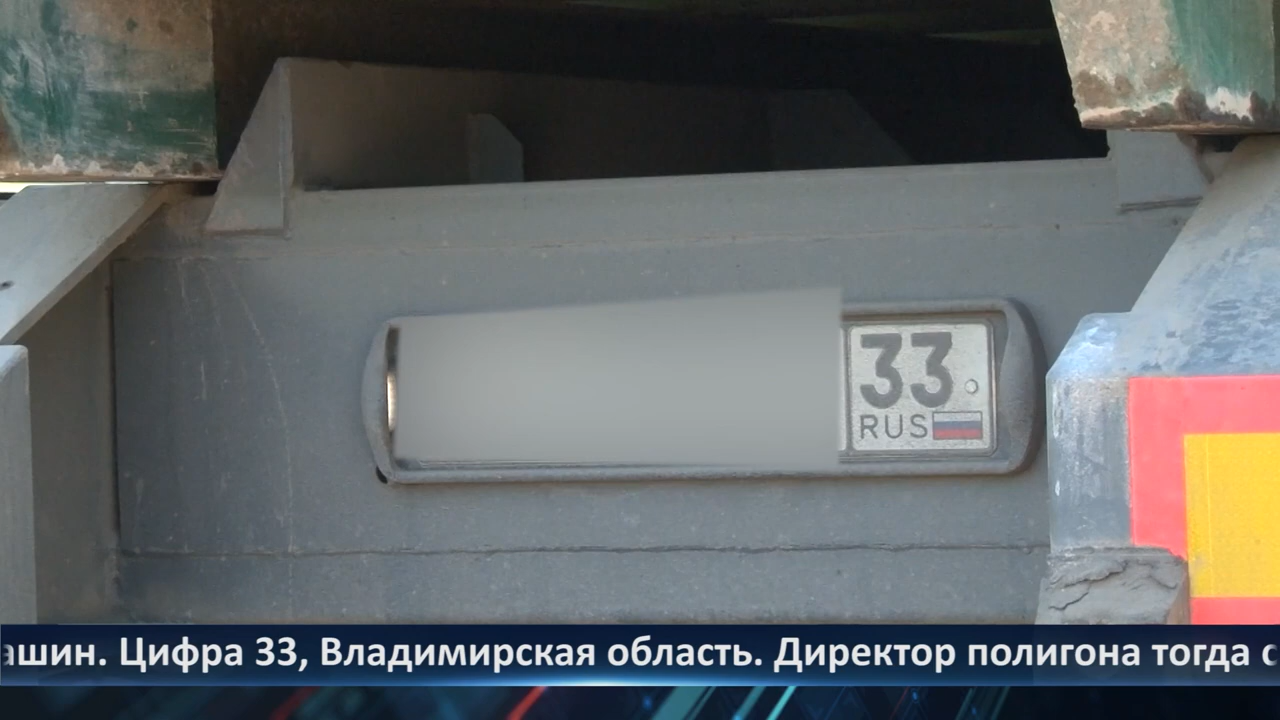 33
RUS
ашин. Цифра 33, Владимирская область. Директор полигона тогда с